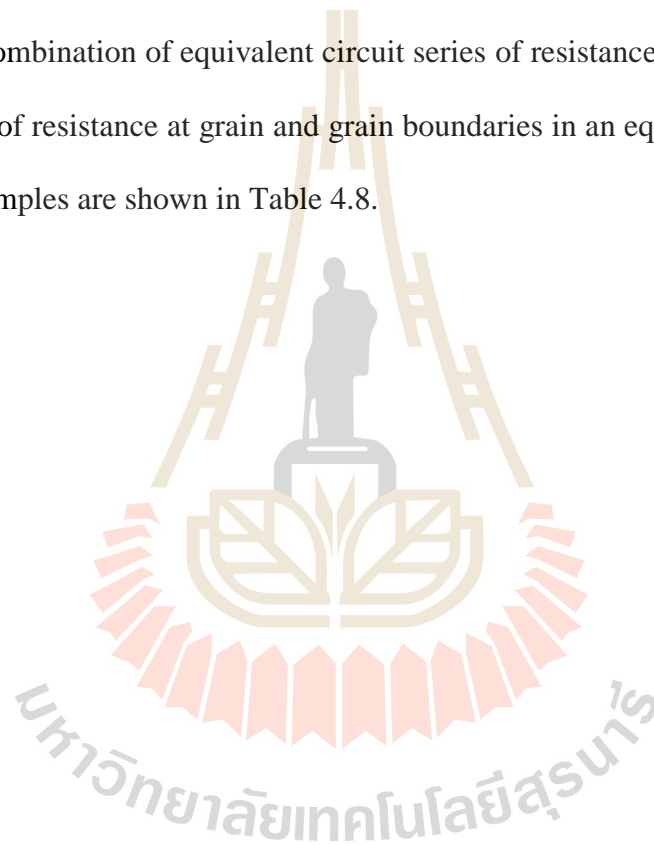 ombination of equivalent circuit series of resistance
of resistance at grain and grain boundaries in an eq
mples are shown in Table 4.8.
มหาวิทยาลัยเทคโนโลยีสุรนารี